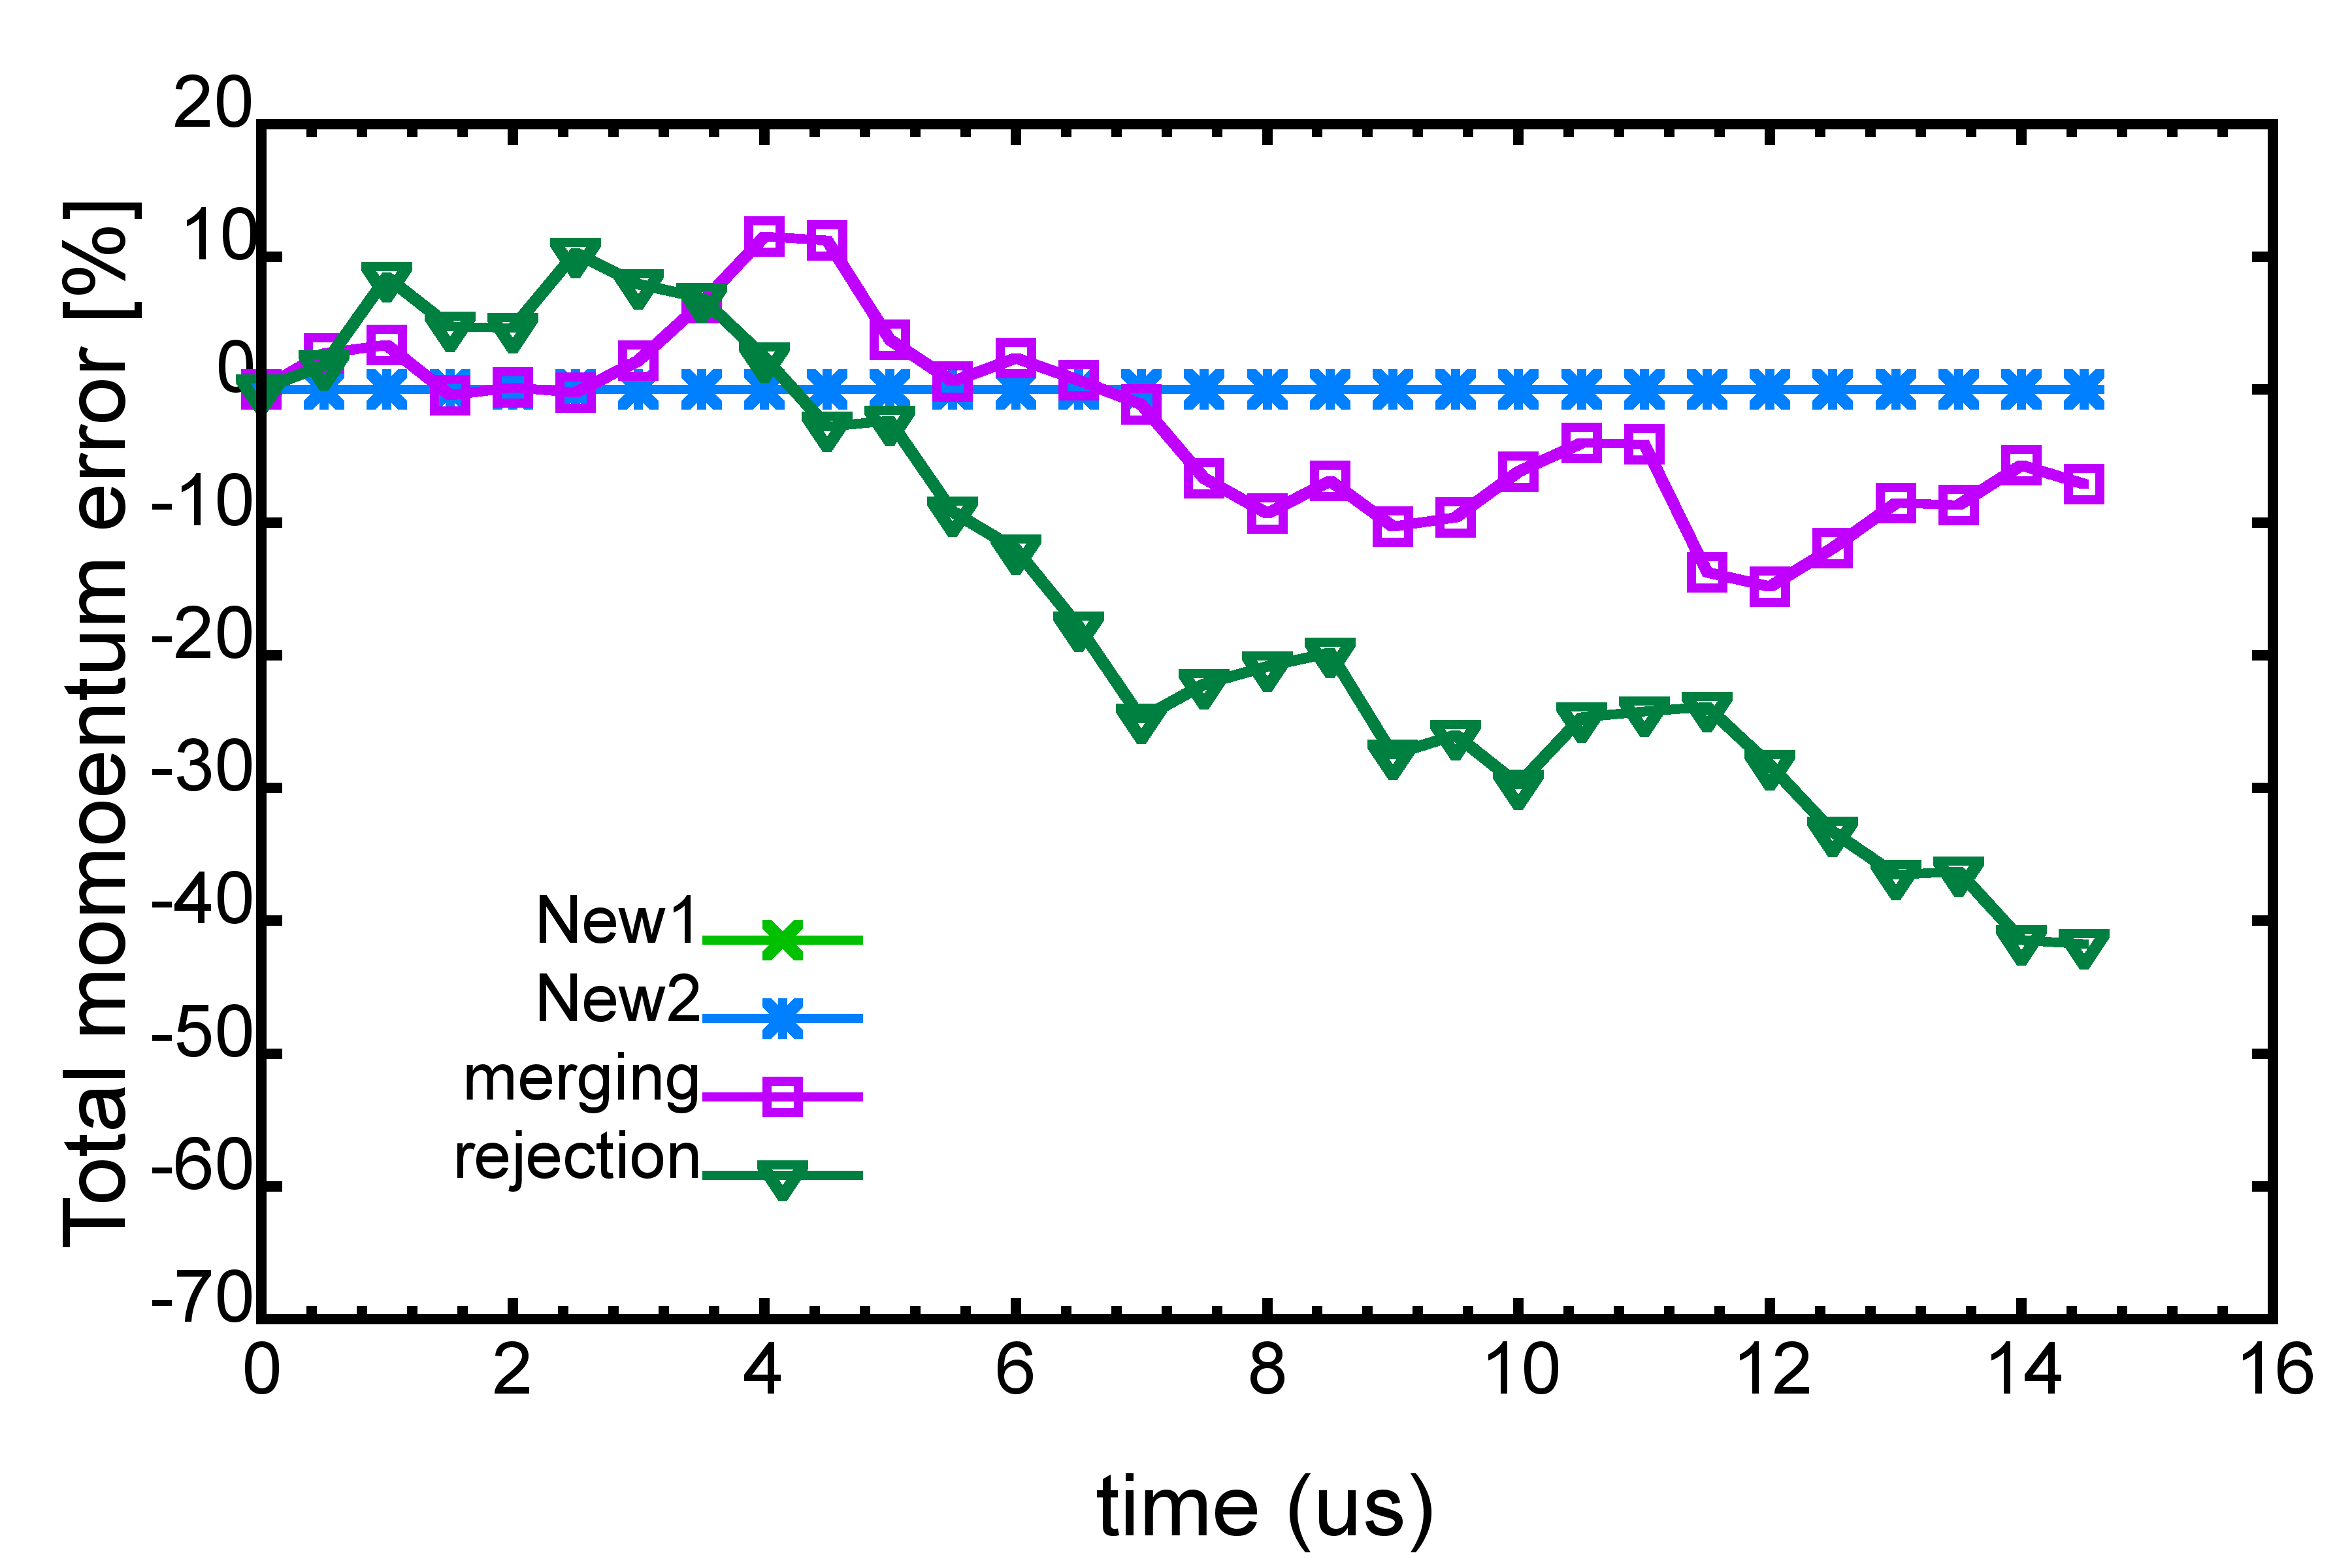 Total momoentum error [%]
20
10
0
-10
-20
-30
-40
-50
-60
-70
New1
New2
merging
rejection
0 2 4 6 8 10 12 14 16
time (us)